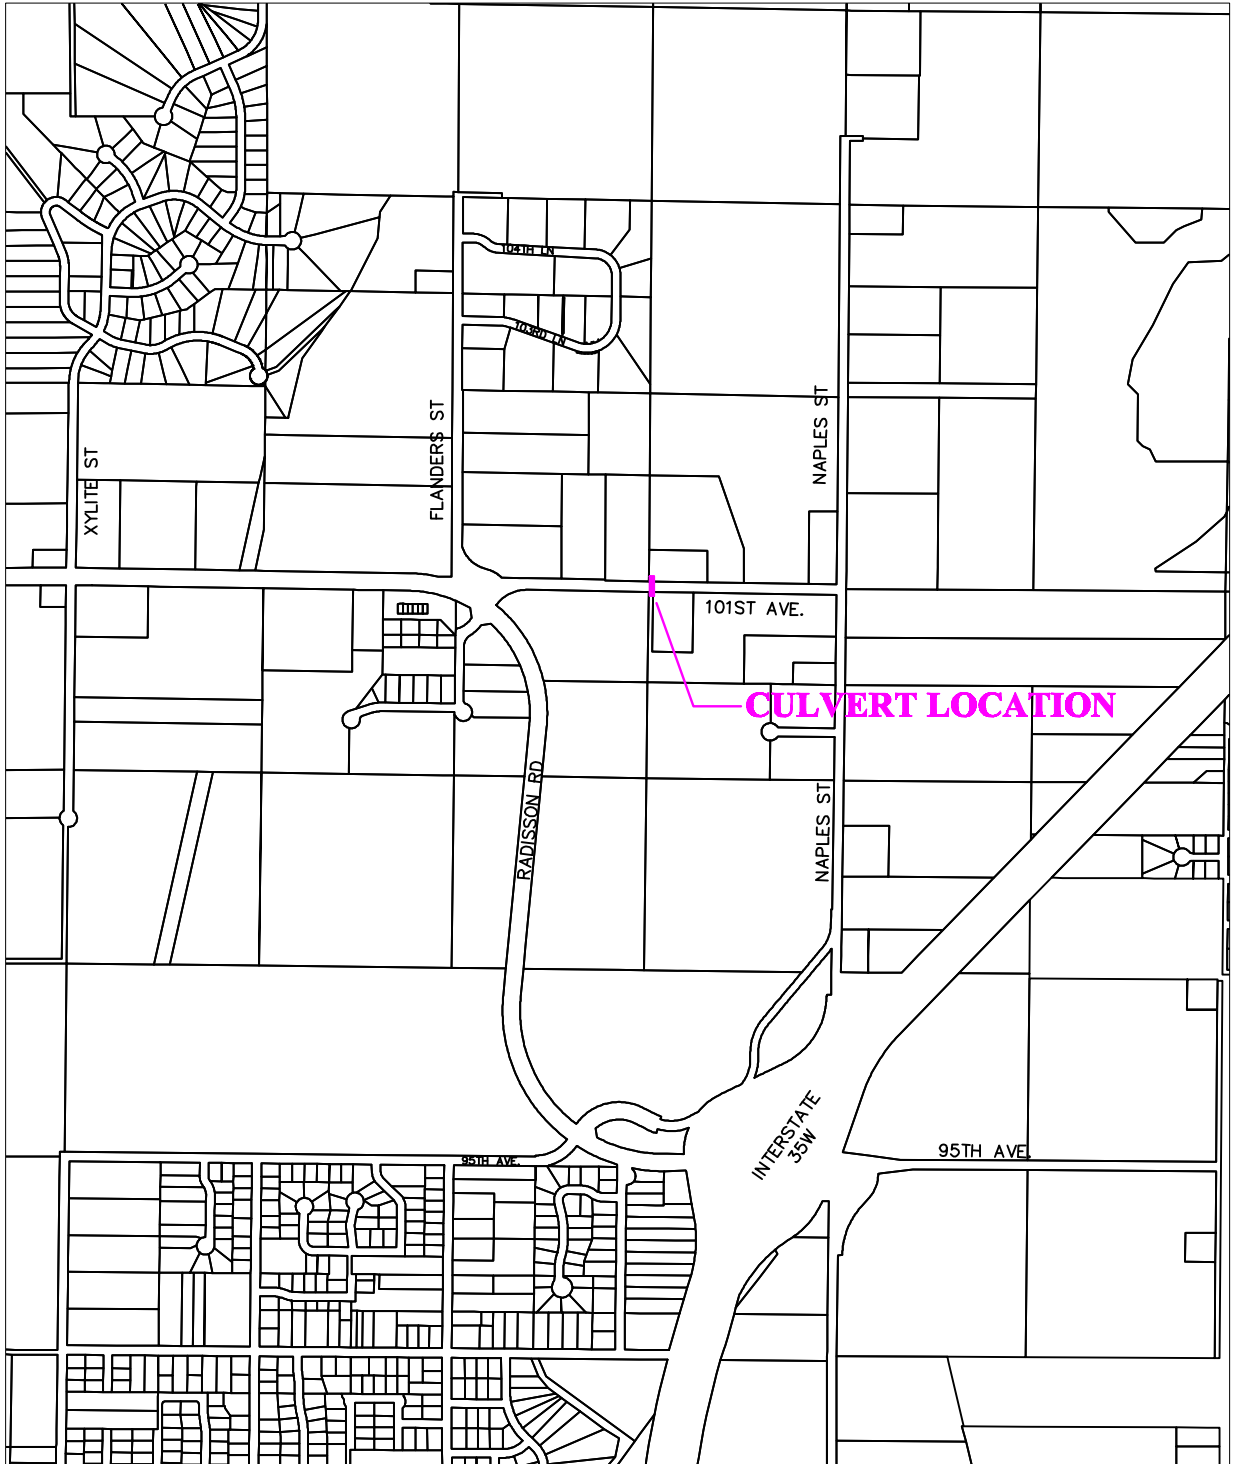 104TH LN
103RD LN
NAPLES ST
FLANDERS ST
XYLITE ST
101ST AVE.
CULVERT LOCATION
RADISSON RD
NAPLES ST
INTERSTATE
35W
95TH AVE.
95TH AVE.